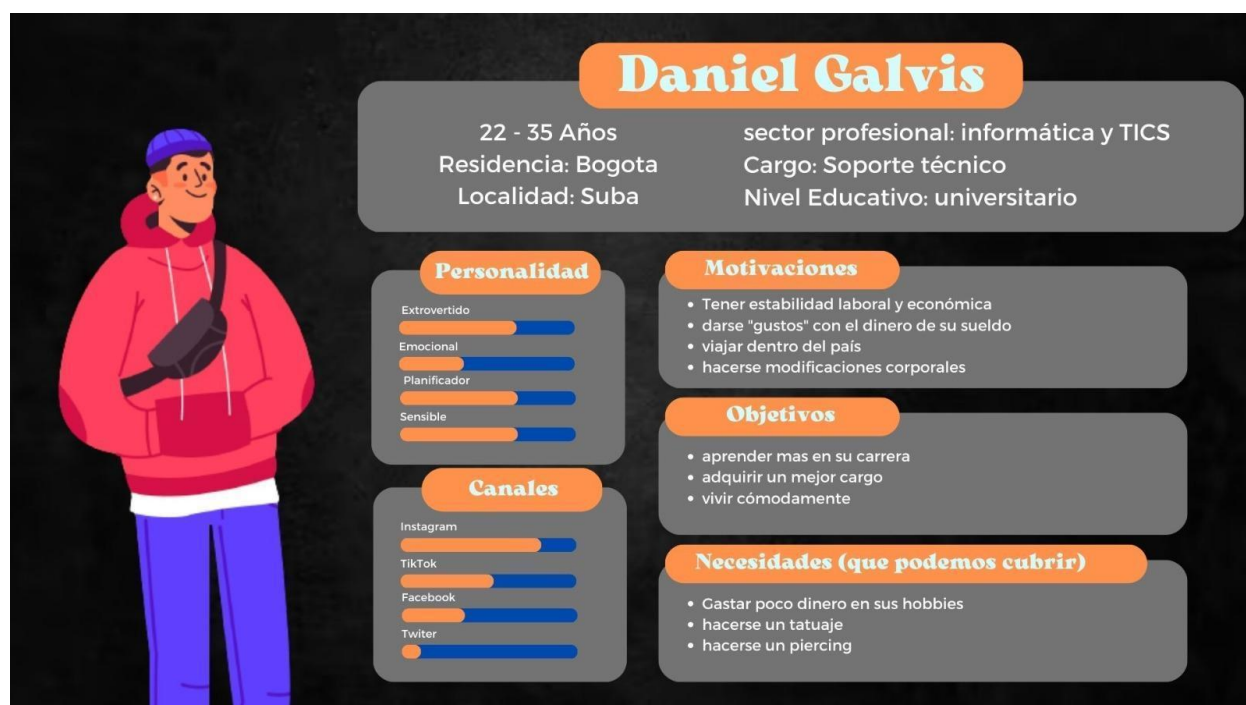 Daniel Galvis
22 - 35 Años
Residencia: Bogota
Localidad: Suba
sector profesional: informática y TICS
Cargo: Soporte técnico
Nivel Educativo: universitario
Personalidad
Extrovertido
Emocional
Planificador
Sensible
Canales
Instagram
TikTok
Facebook
Twiter
Motivaciones
• Tener estabilidad laboral y económica
• darse "gustos" con el dinero de su sueldo
• viajar dentro del país
• hacerse modificaciones corporales
Objetivos
• aprender mas en su carrera
• adquirir un mejor cargo
• vivir cómodamente
Necesidades (que podemos cubrir)
• Gastar poco dinero en sus hobbies
• hacerse un tatuaje
• hacerse un piercing